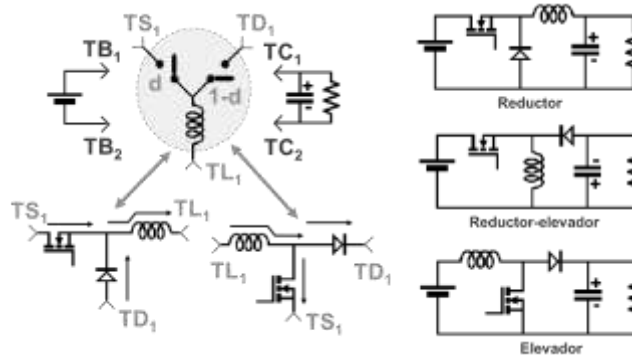 TS1
TD1
TB1
TC1
d
1-d
TB2
TC2
TL1
TS1
TL1
TD1
TL1
TD1
TS1
Reductor
Reductor-elevador
Elevador
+
-
+
-
-
+
+
-